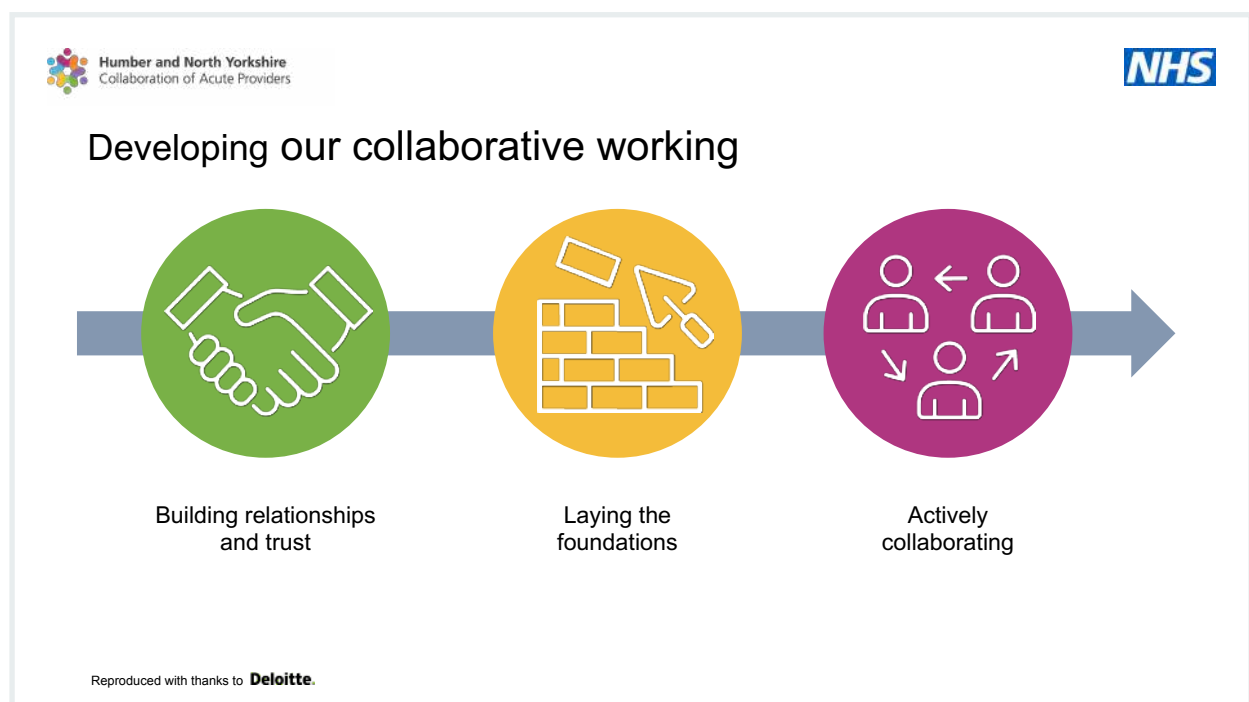 Humber and North Yorkshire
Collaboration of Acute Providers
NHS
Developing our collaborative working
Building relationships
and trust
Laying the
foundations
Actively
collaborating
Reproduced with thanks to Deloitte.